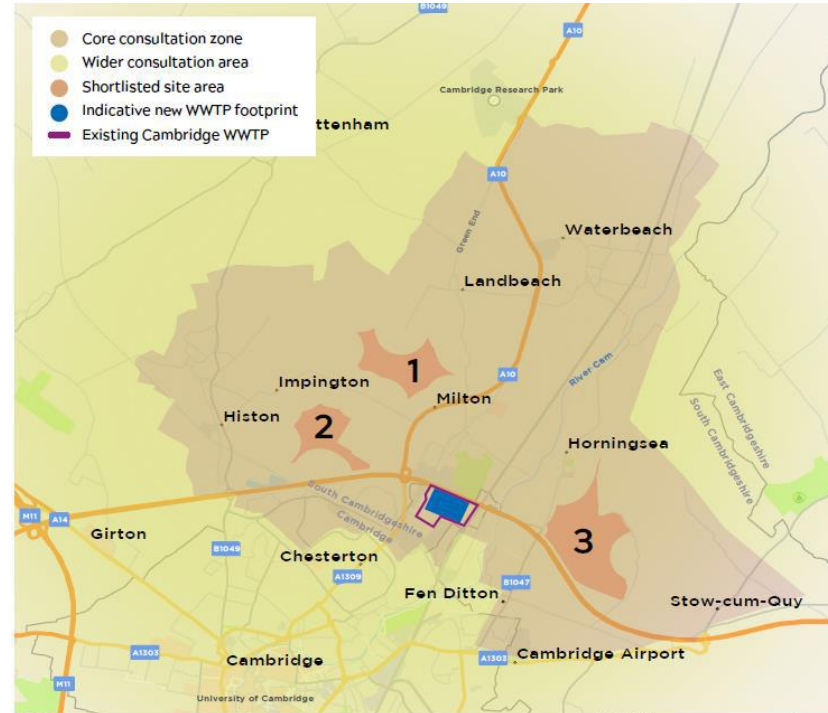 B1049
A10
Core consultation zone
Wider consultation area
Shortlisted site area
Indicative new WWTP footprint
Existing Cambridge WWTP
Cambridge Research Park
ttenham
A10
Green End
Waterbeach
Landbeach
River Cam
1
A10
Impington
Milton
Histon
2
East Cambridgeshire
South Cambridgeshire
Horningsea
South Cambridgeshire
Cambridge
M11
A14
Girton
B1049
3
Chesterton
A1309
B1047
Fen Ditton
Stow-cum-Quy
A1303
Cambridge
A1303
Cambridge Airport
M11
University of Cambridge